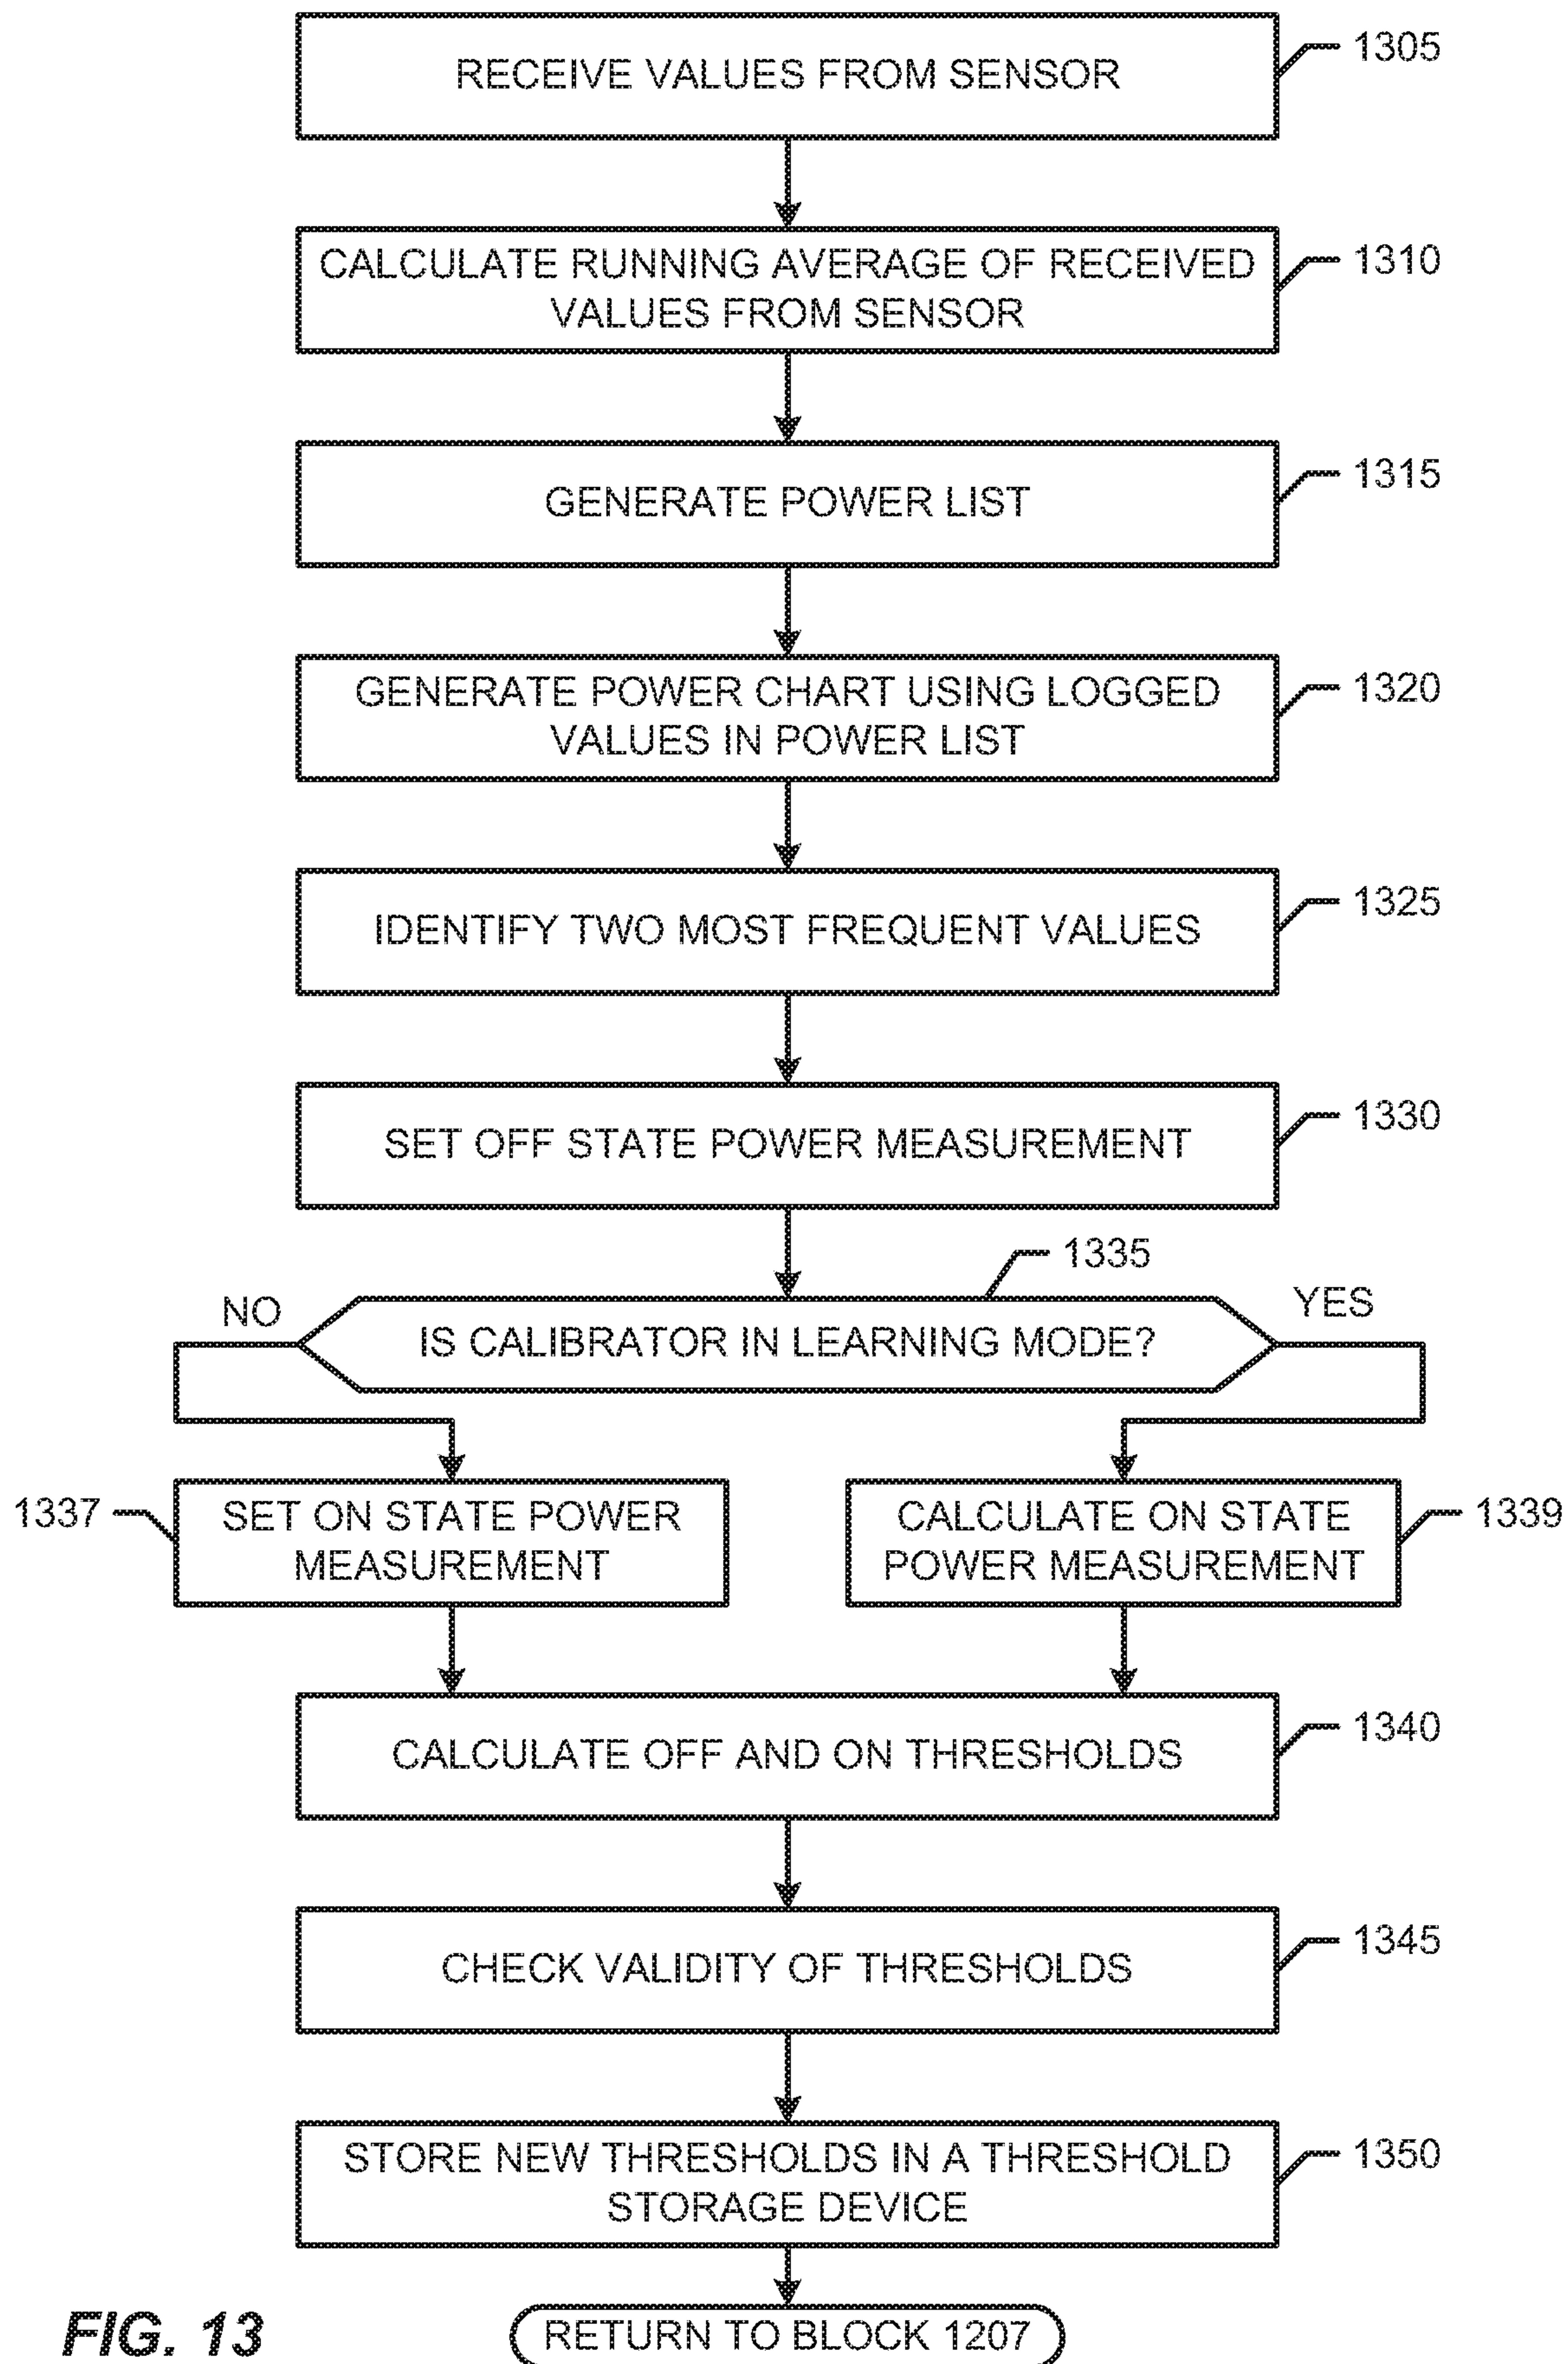 RECEIVE VALUES FROM SENSOR
1305
CALCULATE RUNNING AVERAGE OF RECEIVED
VALUES FROM SENSOR
1310
GENERATE POWER LIST
1315
GENERATE POWER CHART USING LOGGED
VALUES IN POWER LIST
1320
IDENTIFY TWO MOST FREQUENT VALUES
1325
SET OFF STATE POWER MEASUREMENT
1330
1335
NO
IS CALIBRATOR IN LEARNING MODE?
YES
1337
SET ON STATE POWER
MEASUREMENT
CALCULATE ON STATE
POWER MEASUREMENT
1339
CALCULATE OFF AND ON THRESHOLDS
1340
CHECK VALIDITY OF THRESHOLDS
1345
STORE NEW THRESHOLDS IN A THRESHOLD
STORAGE DEVICE
1350
RETURN TO BLOCK 1207
FIG. 13